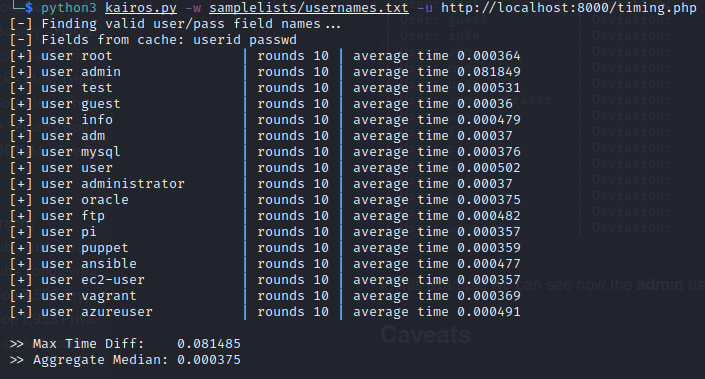 $ python3 kairos.py -w samplelists/usernames.txt -u http://localhost:8000/timing.php
[-] Finding valid user/pass field names...
[-] Fields from cache: userid passwd
[+] user root | rounds 10 | average time 0.000364
[+] user admin | rounds 10 | average time 0.081849
[+] user test | rounds 10 | average time 0.000531
[+] user guest | rounds 10 | average time 0.00036
[+] user info | rounds 10 | average time 0.000479
[+] user adm | rounds 10 | average time 0.00037
[+] user mysql | rounds 10 | average time 0.000376
[+] user user | rounds 10 | average time 0.000502
[+] user administrator | rounds 10 | average time 0.00037
[+] user oracle | rounds 10 | average time 0.000375
[+] user ftp | rounds 10 | average time 0.000482
[+] user pi | rounds 10 | average time 0.000357
[+] user puppet | rounds 10 | average time 0.000359
[+] user ansible | rounds 10 | average time 0.000477
[+] user ec2-user | rounds 10 | average time 0.000357
[+] user vagrant | rounds 10 | average time 0.000369
[+] user azureuser | rounds 10 | average time 0.000491
see how the admin us
Caveats
>> Max Time Diff: 0.081485
>> Aggregate Median: 0.000375